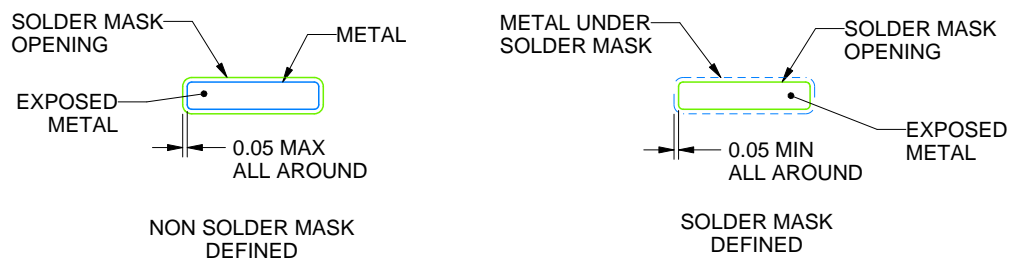 SOLDER MASK
OPENING
METAL
EXPOSED
METAL
0.05 MAX
ALL AROUND
NON SOLDER MASK
DEFINED
METAL UNDER
SOLDER MASK
SOLDER MASK
OPENING
EXPOSED
METAL
0.05 MIN
ALL AROUND
SOLDER MASK
DEFINED